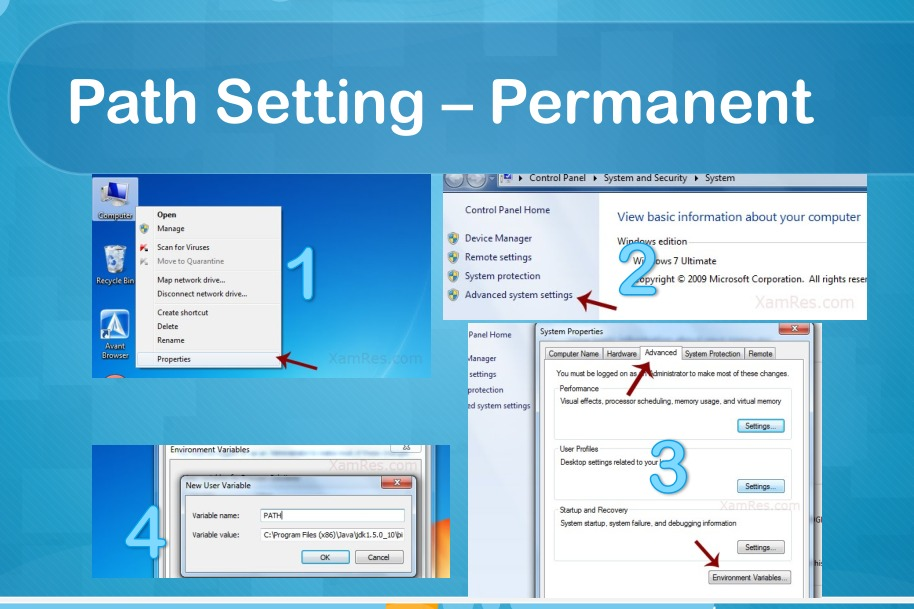 Path Setting – Permanent
Computer
Recycle Bin
Avant
Browser
Open
Manage
Scan for Viruses
Move to Quarantine
Map network drive...
Disconnect network drive...
Create shortcut
Delete
Rename
Properties
1
XamRes.com
Control Panel
System and Security
System
Control Panel Home
Device Manager
Remote settings
System protection
Advanced system settings
View basic information about your computer
Windows edition
Windows 7 Ultimate
Copyright © 2009 Microsoft Corporation. All rights reser
2
XamRes.com
Panel Home
Manager
settings
protection
ed system settings
System Properties
Computer Name
Hardware
Advanced
System Protection
Remote
You must be logged on as an Administrator to make most of these changes.
Performance
Visual effects, processor scheduling, memory usage, and virtual memory
Settings...
User Profiles
Desktop settings related to your
Settings...
3
XamRes.com
Startup and Recovery
System startup, system failure, and debugging information
Settings...
Environment Variables...
Environment Variables
XamRes.com
New User Variable
Variable name:
PATH
Variable value:
C:\Program Files (x86)\Java\jdk1.5.0_10\bi
OK
Cancel
4